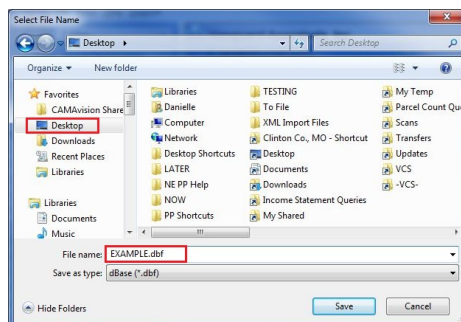 Select File Name
Desktop
Search Desktop
Organize
New folder
Favorites
CAMAvision Share
Desktop
Downloads
Recent Places
Libraries
Libraries
Documents
Music
Libraries
Danielle
Computer
Network
Desktop Shortcuts
LATER
NE PP Help
NOW
PP Shortcuts
TESTING
To File
XML Import Files
Clinton Co., MO - Shortcut
Desktop
Documents
Downloads
Income Statement Queries
My Shared
My Temp
Parcel Count Qu
Scans
Transfers
Updates
VCS
-VCS-
File name: EXAMPLE.dbf
Save as type: dBase (*.dbf)
Hide Folders
Save
Cancel